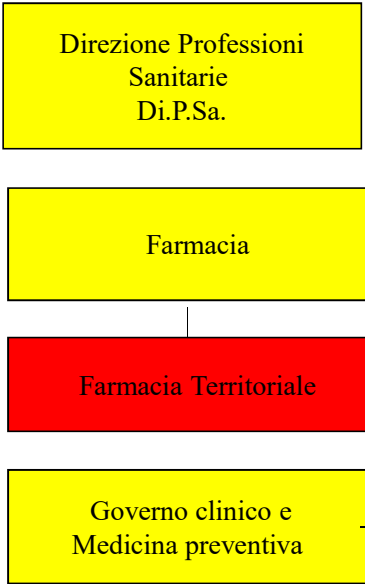 Direzione Professioni
Sanitarie
Di.P.Sa.
Farmacia
Farmacia Territoriale
Governo clinico e
Medicina preventiva